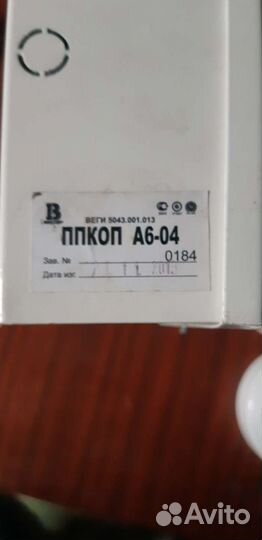 В
ВЕГИ 5043.001.013
ППКОП А6-04
Зав. № 0184
Дата изг.
Avito